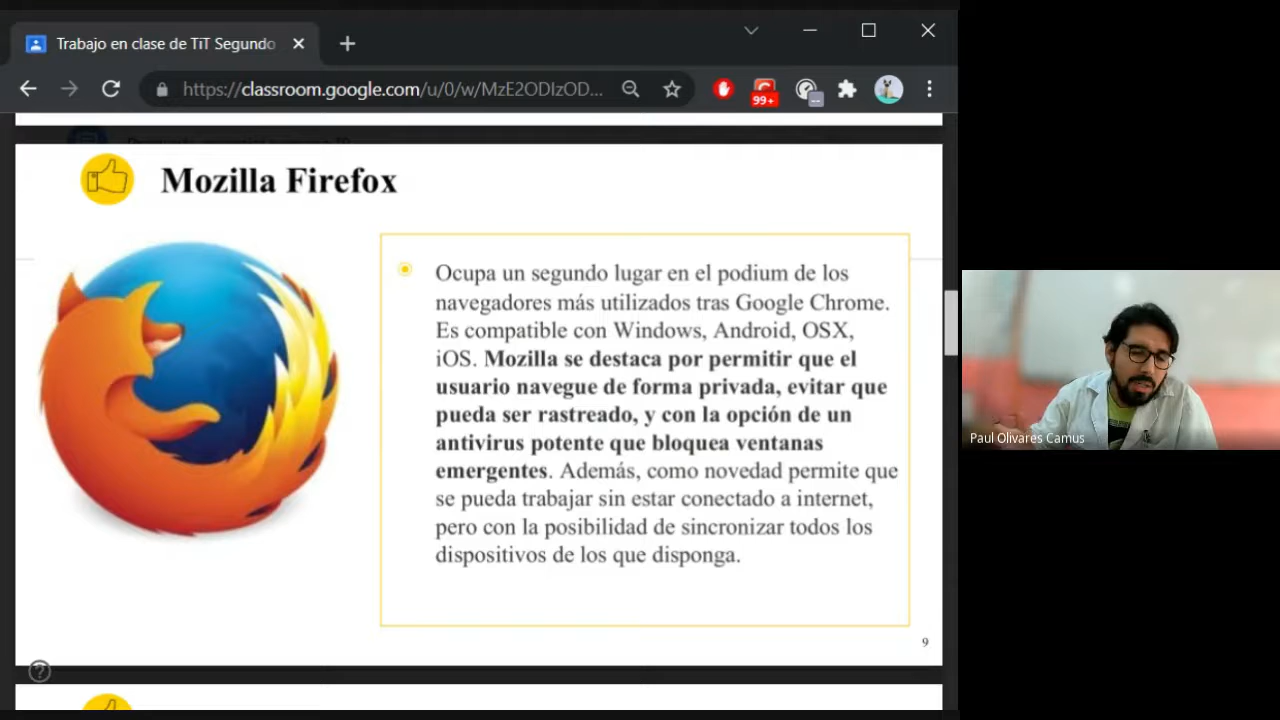 Trabajo en clase de TiT Segundo
https://classroom.google.com/u/0/w/MzE2ODIzOD...
99+
Mozilla Firefox
Ocupa un segundo lugar en el podium de los
navegadores más utilizados tras Google Chrome.
Es compatible con Windows, Android, OSX,
iOS. Mozilla se destaca por permitir que el
usuario navegue de forma privada, evitar que
pueda ser rastreado, y con la opción de un
antivirus potente que bloquea ventanas
emergentes. Además, como novedad permite que
se pueda trabajar sin estar conectado a internet,
pero con la posibilidad de sincronizar todos los
dispositivos de los que disponga.
9
?
Paul Olivares Camus